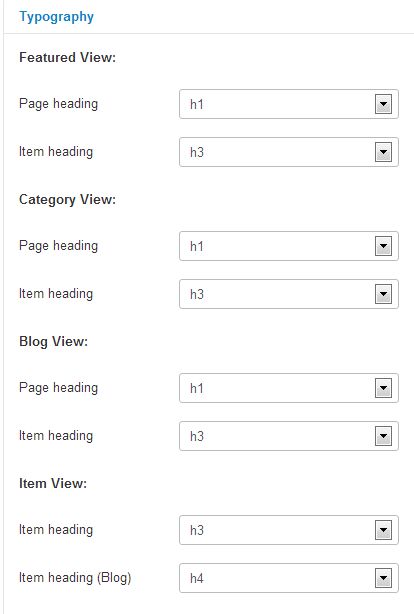 Typography
Featured View:
Page heading h1
Item heading h3
Category View:
Page heading h1
Item heading h3
Blog View:
Page heading h1
Item heading h3
Item View:
Item heading h3
Item heading (Blog) h4